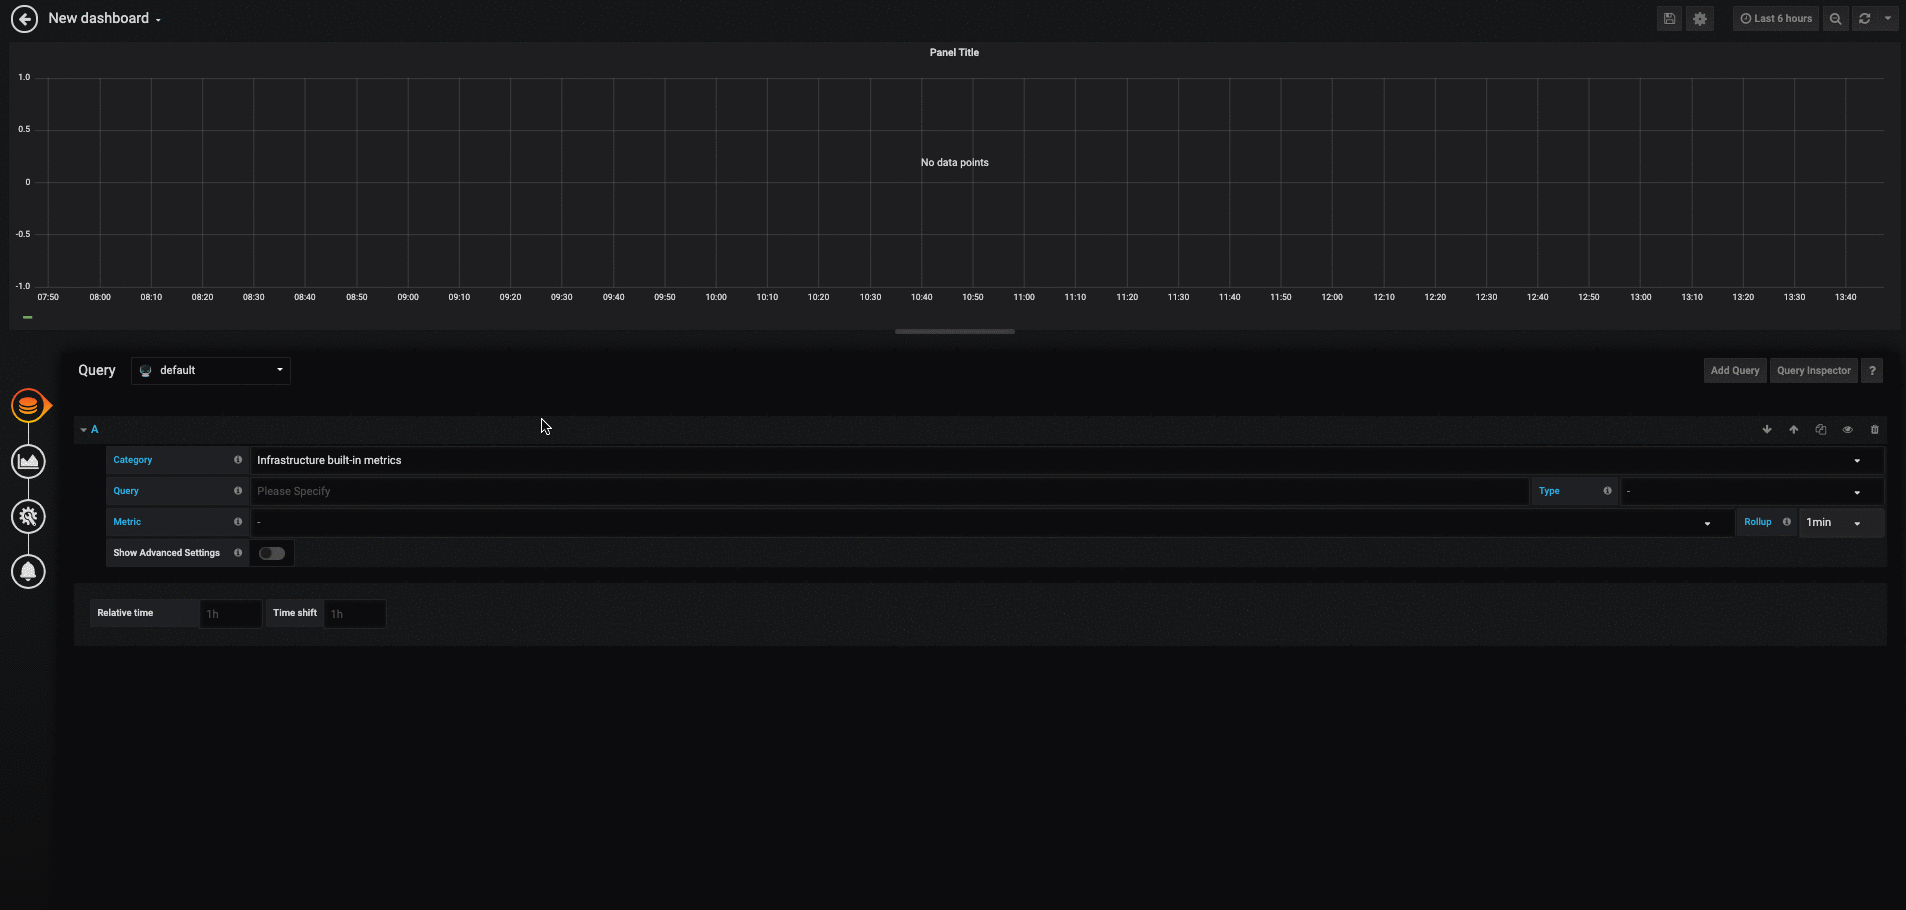 New dashboard
Last 6 hours
Panel Title
1.0
0.5
No data points
0
-0.5
-1.0
07:50 08:00 08:10 08:20 08:30 08:40 08:50 09:00 09:10 09:20 09:30 09:40 09:50 10:00 10:10 10:20 10:30 10:40 10:50 11:00 11:10 11:20 11:30 11:40 11:50 12:00 12:10 12:20 12:30 12:40 12:50 13:00 13:10 13:20 13:30 13:40
Query default Add Query Query Inspector ?
A
Category Infrastructure built-in metrics
Query Please Specify Type -
Metric - Rollup 1min
Show Advanced Settings
Relative time 1h Time shift 1h